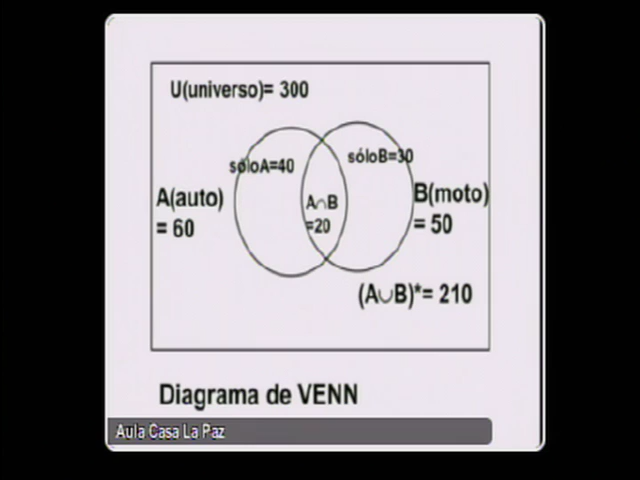 U(universo)= 300
sóloA=40
sóloB=30
A(auto)
= 60
A∩B
=20
B(moto)
= 50
(A∪B)*= 210
Diagrama de VENN
Aula Casa La Paz